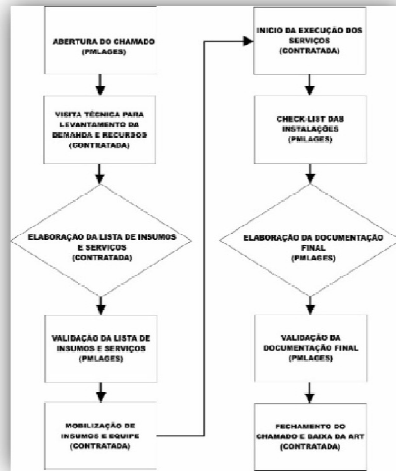 ABERTURA DO CHAMADO
(PMLAGES)
VISITA TÉCNICA PARA
LEVANTAMENTO DA
DEMANDA E RECURSOS
(CONTRATADA)
ELABORAÇÃO DA LISTA DE INSUMOS
E SERVIÇOS
(CONTRATADA)
VALIDAÇÃO DA LISTA DE
INSUMOS E SERVIÇOS
(PMLAGES)
MOBILIZAÇÃO DE
INSUMOS E EQUIPE
(CONTRATADA)
INICIO DA EXECUÇÃO DOS
SERVIÇOS
(CONTRATADA)
CHECK-LIST DAS
INSTALAÇÕES
(PMLAGES)
ELABORAÇÃO DA DOCUMENTAÇÃO
FINAL
(PMLAGES)
VALIDAÇÃO DA
DOCUMENTAÇÃO FINAL
(PMLAGES)
FECHAMENTO DO
CHAMADO E BAIXA DA ART
(CONTRATADA)